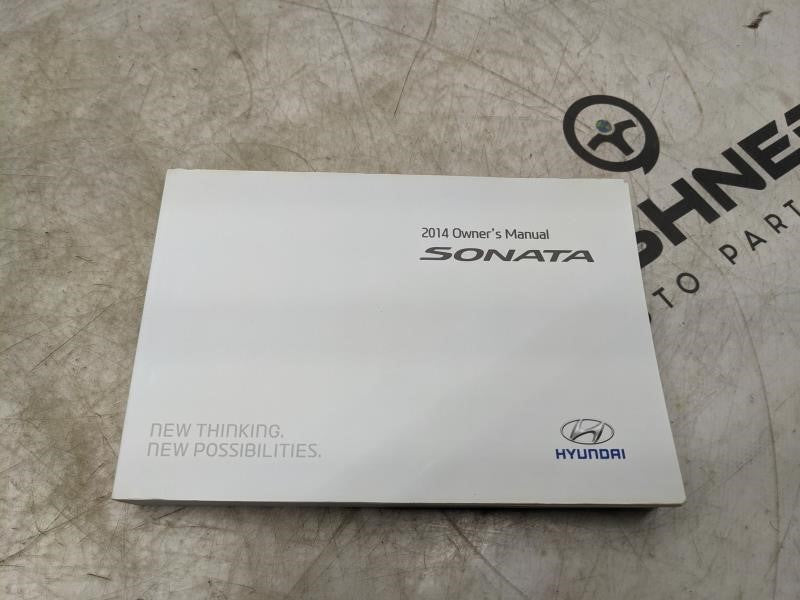 2014 Owner's Manual
SONATA
NEW THINKING.
NEW POSSIBILITIES.
HYUNDAI